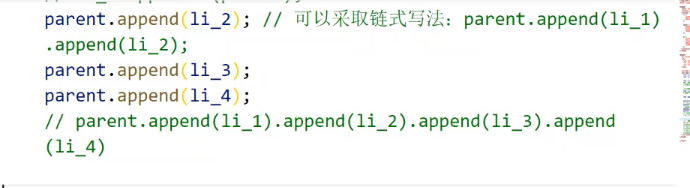 parent.append(li_2); // 可以采取链式写法：parent.append(li_1)
.append(li_2);
parent.append(li_3);
parent.append(li_4);
// parent.append(li_1).append(li_2).append(li_3).append
(li_4)